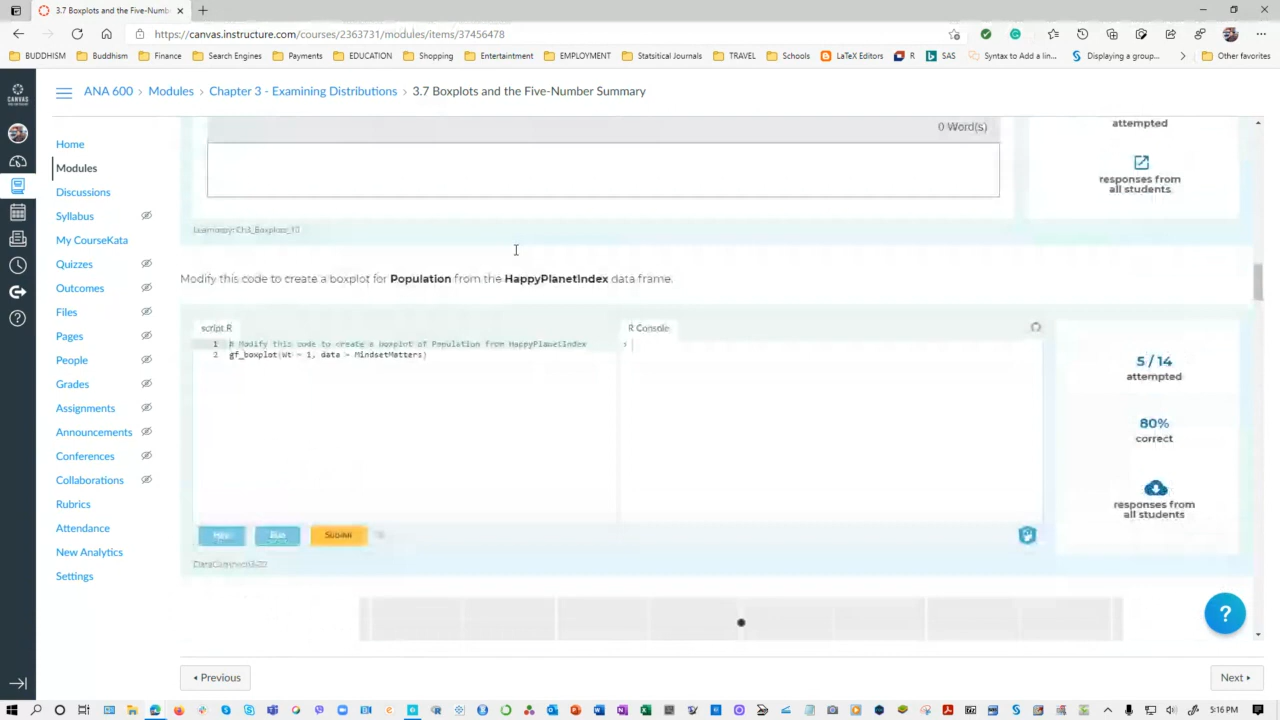 3.7 Boxplots and the Five-Numb
https://canvas.instructure.com/courses/2363731/modules/items/37456478
BUDDHISM Buddhism Finance Search Engines Payments EDUCATION Shopping EMPLOYMENT Statsitical Journals TRAVEL Schools LaTeX Editors R SAS Syntax to Add a lin... Displaying a group... Other favorites
CANVAS
ANA 600 › Modules › Chapter 3 - Examining Distributions › 3.7 Boxplots and the Five-Number Summary
Home
Modules
Discussions
Syllabus
My CourseKata
Quizzes
Outcomes
Files
Pages
People
Grades
Assignments
Announcements
Conferences
Collaborations
Rubrics
Attendance
New Analytics
Settings
0 Word(s)
attempted
responses from
all students
Modify this code to create a boxplot for Population from the HappyPlanetIndex data frame.
script.R
R Console
1 # Modify this code to create a boxplot of Population from HappyPlanetIndex
2 gf_boxplot(Wt ~ 1, data = MindsetMatters)
>
5 / 14
attempted
80%
correct
responses from
all students
Run
Submit
?
◂ Previous
Next ▸
5:16 PM